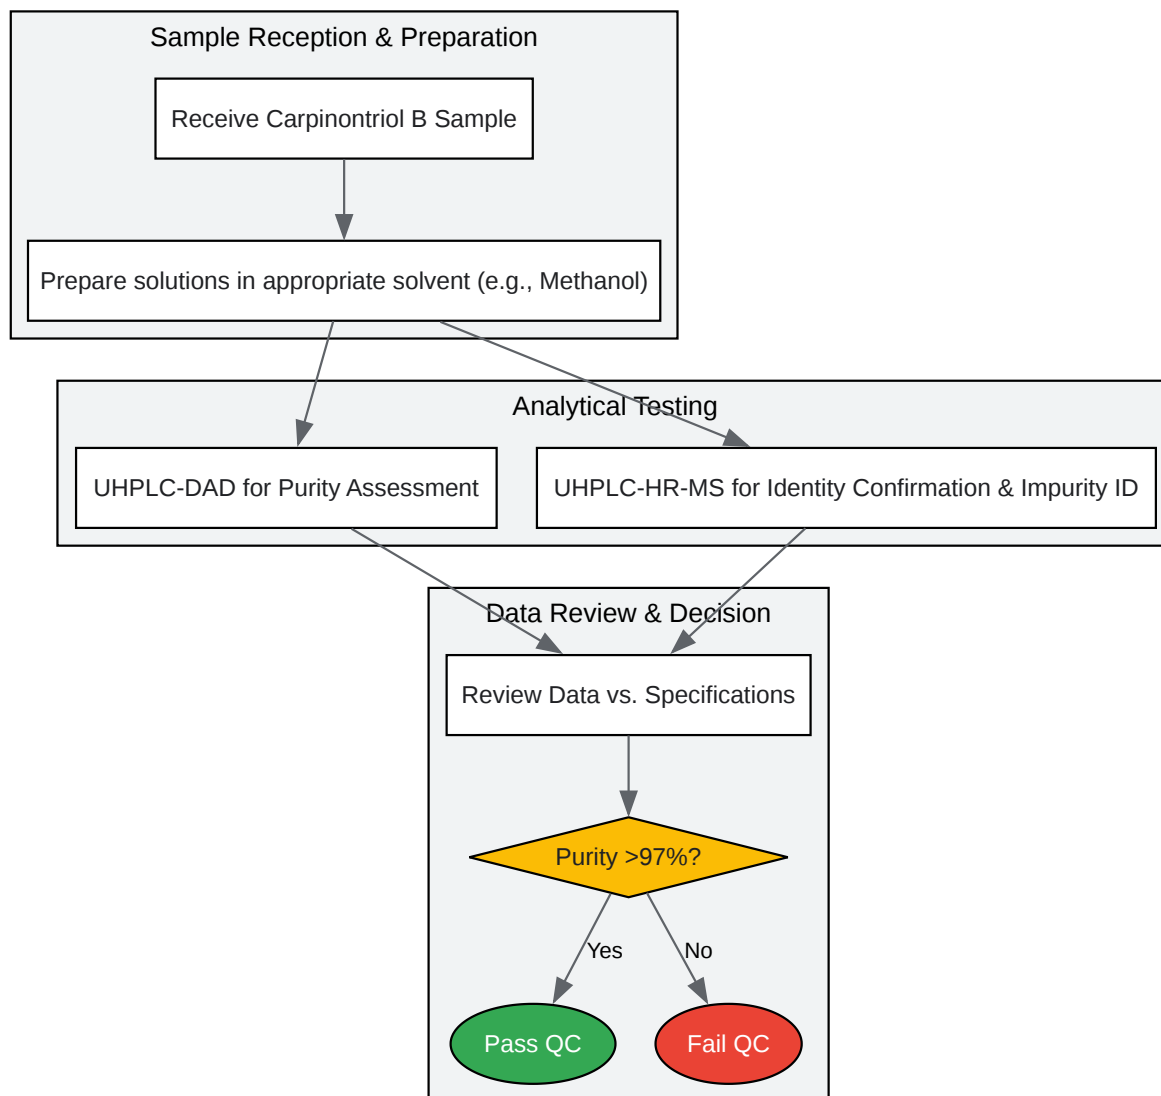 Sample Reception & Preparation
Receive Carpinontriol B Sample
Prepare solutions in appropriate solvent (e.g., Methanol)
Analytical Testing
UHPLC-DAD for Purity Assessment
UHPLC-HR-MS for Identity Confirmation & Impurity ID
Data Review & Decision
Review Data vs. Specifications
Purity >97%?
Yes
No
Pass QC
Fail QC